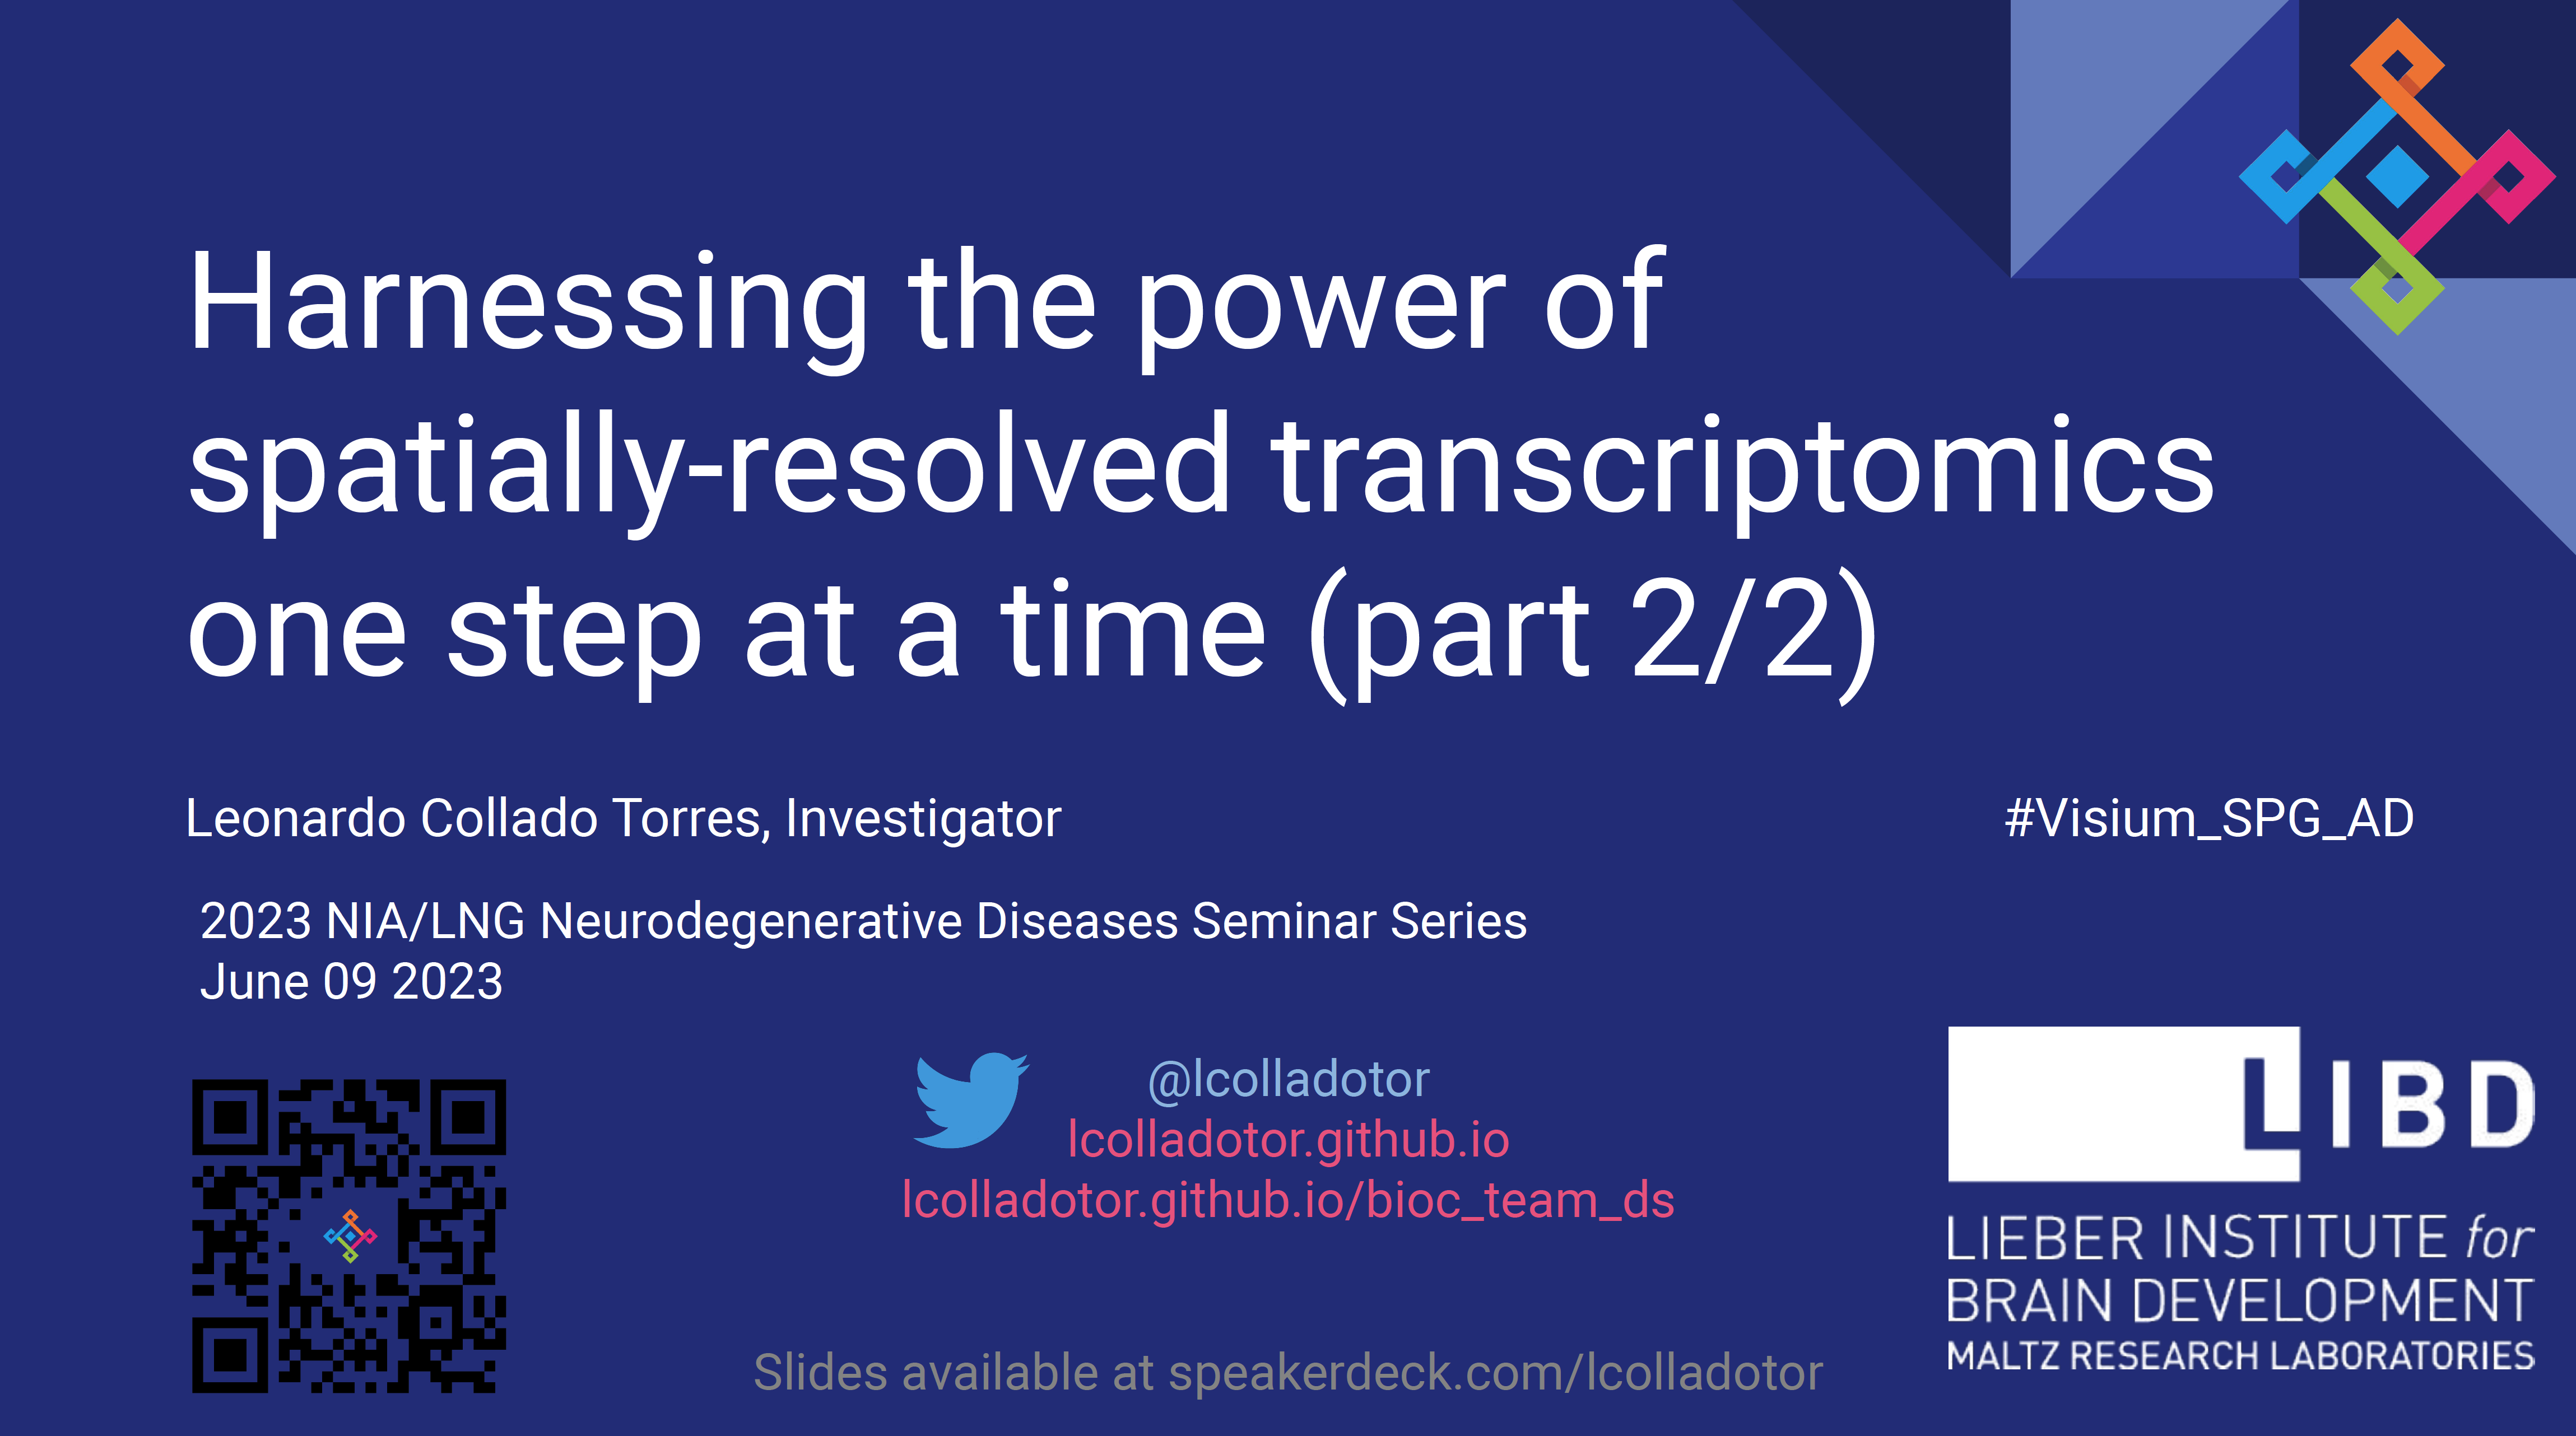 Harnessing the power of
spatially-resolved transcriptomics
one step at a time (part 2/2)
Leonardo Collado Torres, Investigator
#Visium_SPG_AD
2023 NIA/LNG Neurodegenerative Diseases Seminar Series
June 09 2023
@lcolladotor
lcolladotor.github.io
lcolladotor.github.io/bioc_team_ds
LIBD
LIEBER INSTITUTE for
BRAIN DEVELOPMENT
MALTZ RESEARCH LABORATORIES
Slides available at speakerdeck.com/lcolladotor